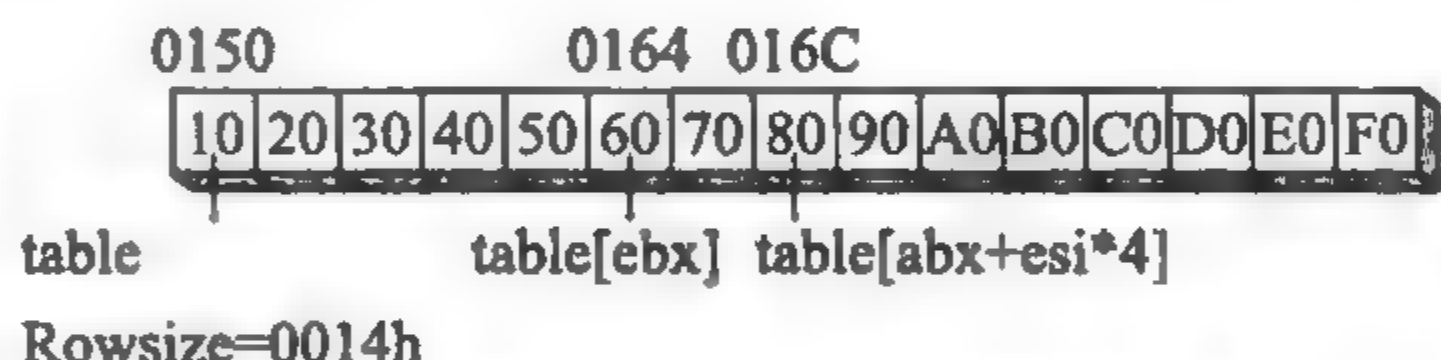 0150 0164 016C
10 20 30 40 50 60 70 80 90 A0 B0 C0 D0 E0 F0
table table[ebx] table[abx+esi*4]
Rowsize=0014h